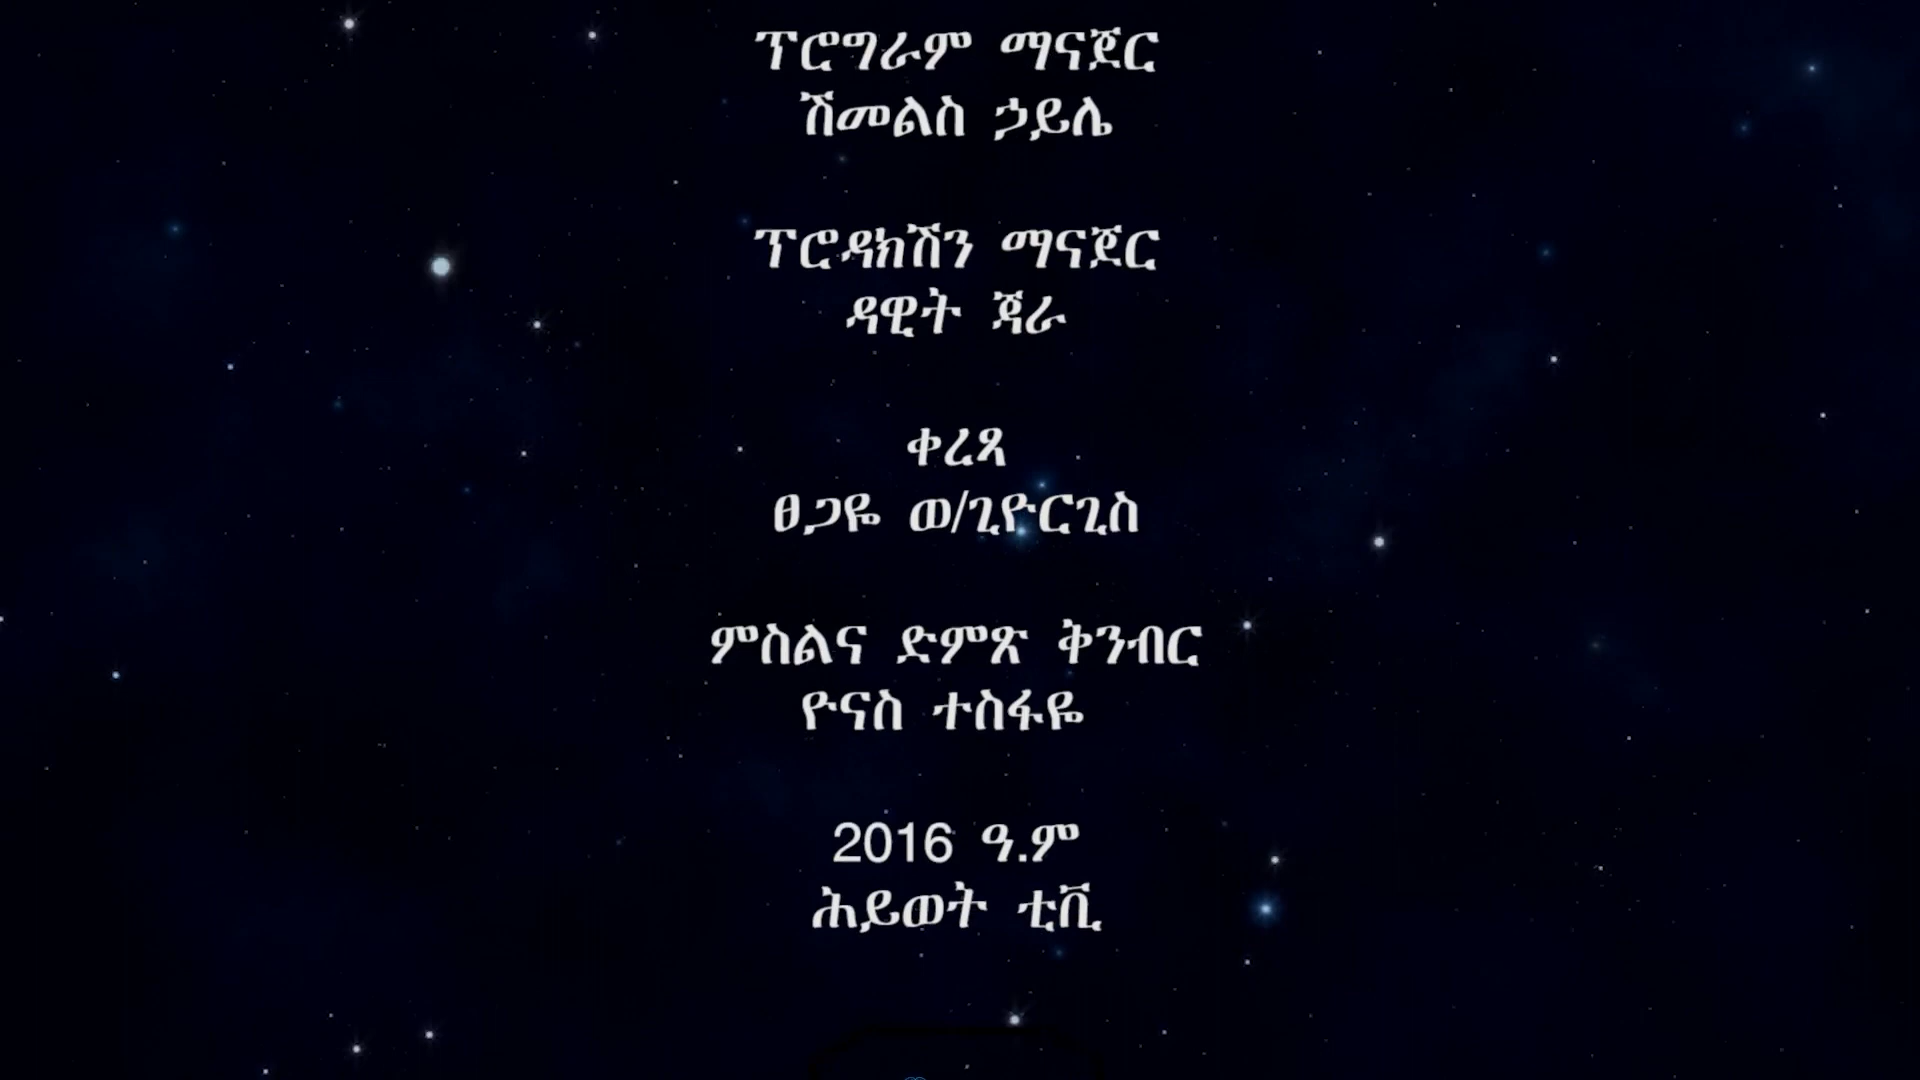 ፕሮግራም ማናጀር
ሽመልስ ኃይሌ
ፕሮዳክሽን ማናጀር
ዳዊት ጃራ
ቀረጻ
ፀጋዬ ወ/ጊዮርጊስ
ምስልና ድምጽ ቅንብር
ዮናስ ተስፋዬ
2016 ዓ.ም
ሕይወት ቲቪ